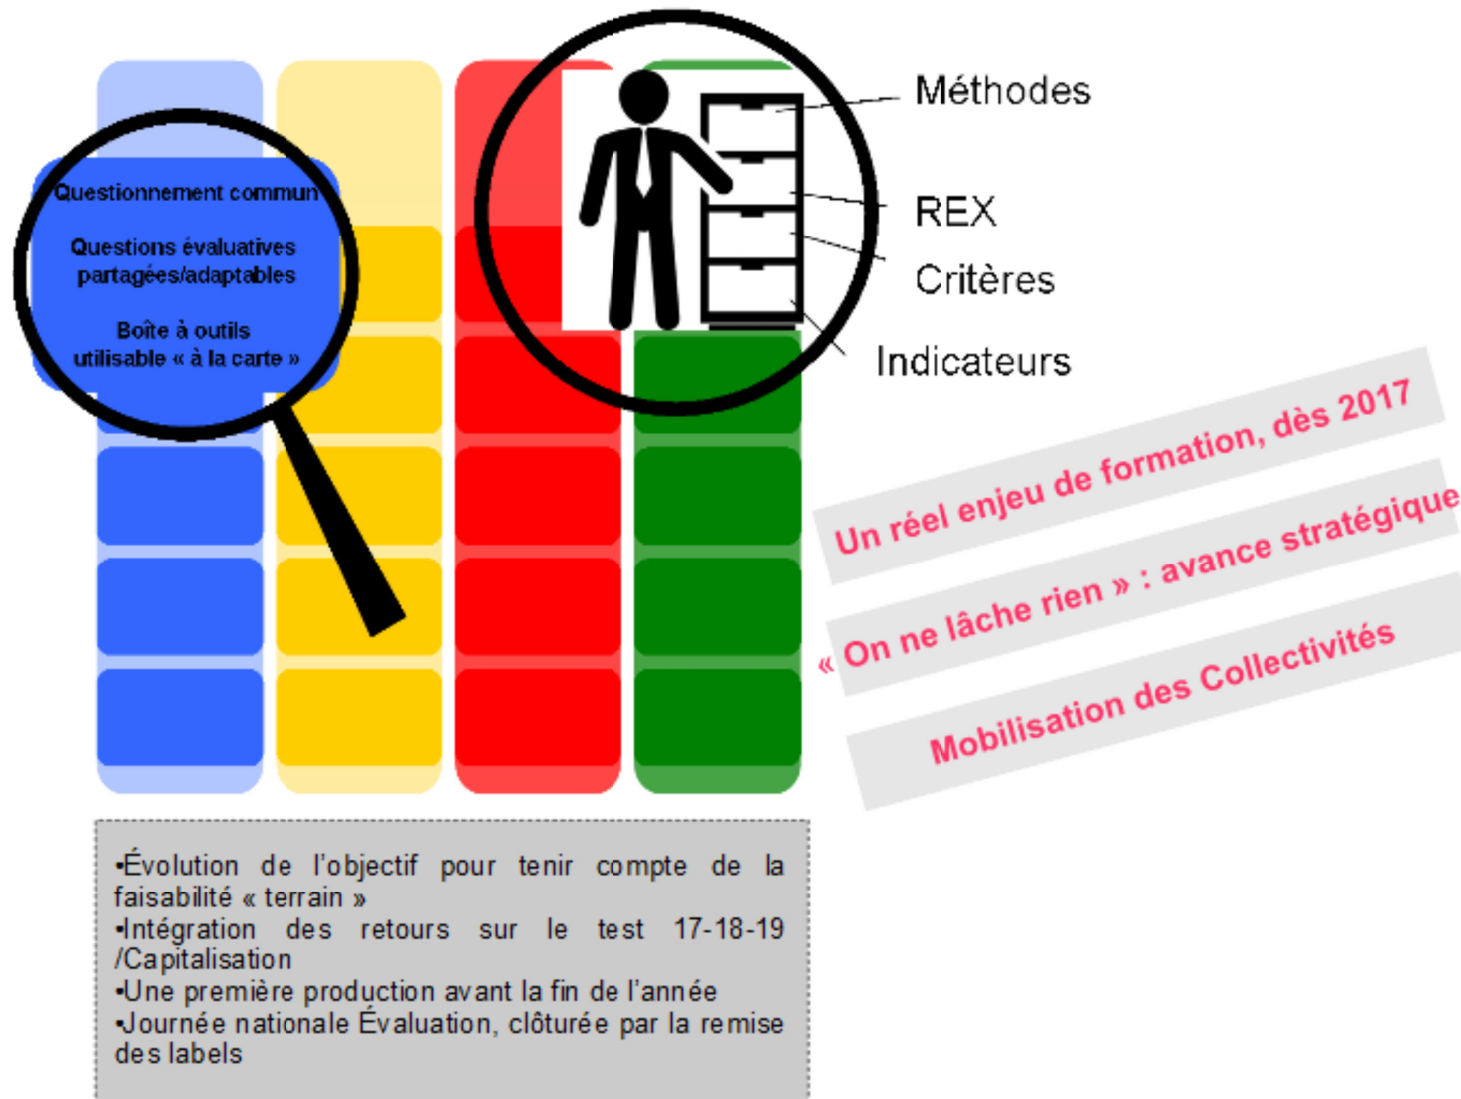 Questionnement commun
Questions évaluatives
partagées/adaptables
Boîte à outils
utilisable « à la carte »
Méthodes
REX
Critères
Indicateurs
Un réel enjeu de formation, dès 2017
« On ne lâche rien » : avance stratégique
Mobilisation des Collectivités
•Évolution de l'objectif pour tenir compte de la
faisabilité « terrain »
•Intégration des retours sur le test 17-18-19
/Capitalisation
•Une première production avant la fin de l'année
•Journée nationale Évaluation, clôturée par la remise
des labels